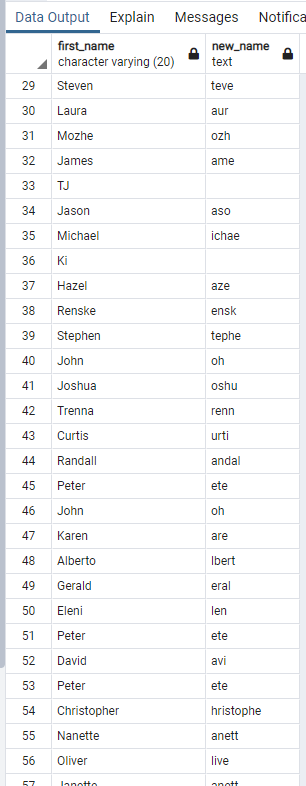 Data Output Explain Messages Notifica
first_name new_name
character varying (20) text
29 Steven teve
30 Laura aur
31 Mozhe ozh
32 James ame
33 TJ
34 Jason aso
35 Michael ichae
36 Ki
37 Hazel aze
38 Renske ensk
39 Stephen tephe
40 John oh
41 Joshua oshu
42 Trenna renn
43 Curtis urti
44 Randall andal
45 Peter ete
46 John oh
47 Karen are
48 Alberto lbert
49 Gerald eral
50 Eleni len
51 Peter ete
52 David avi
53 Peter ete
54 Christopher hristophe
55 Nanette anett
56 Oliver live
57 Janette anett